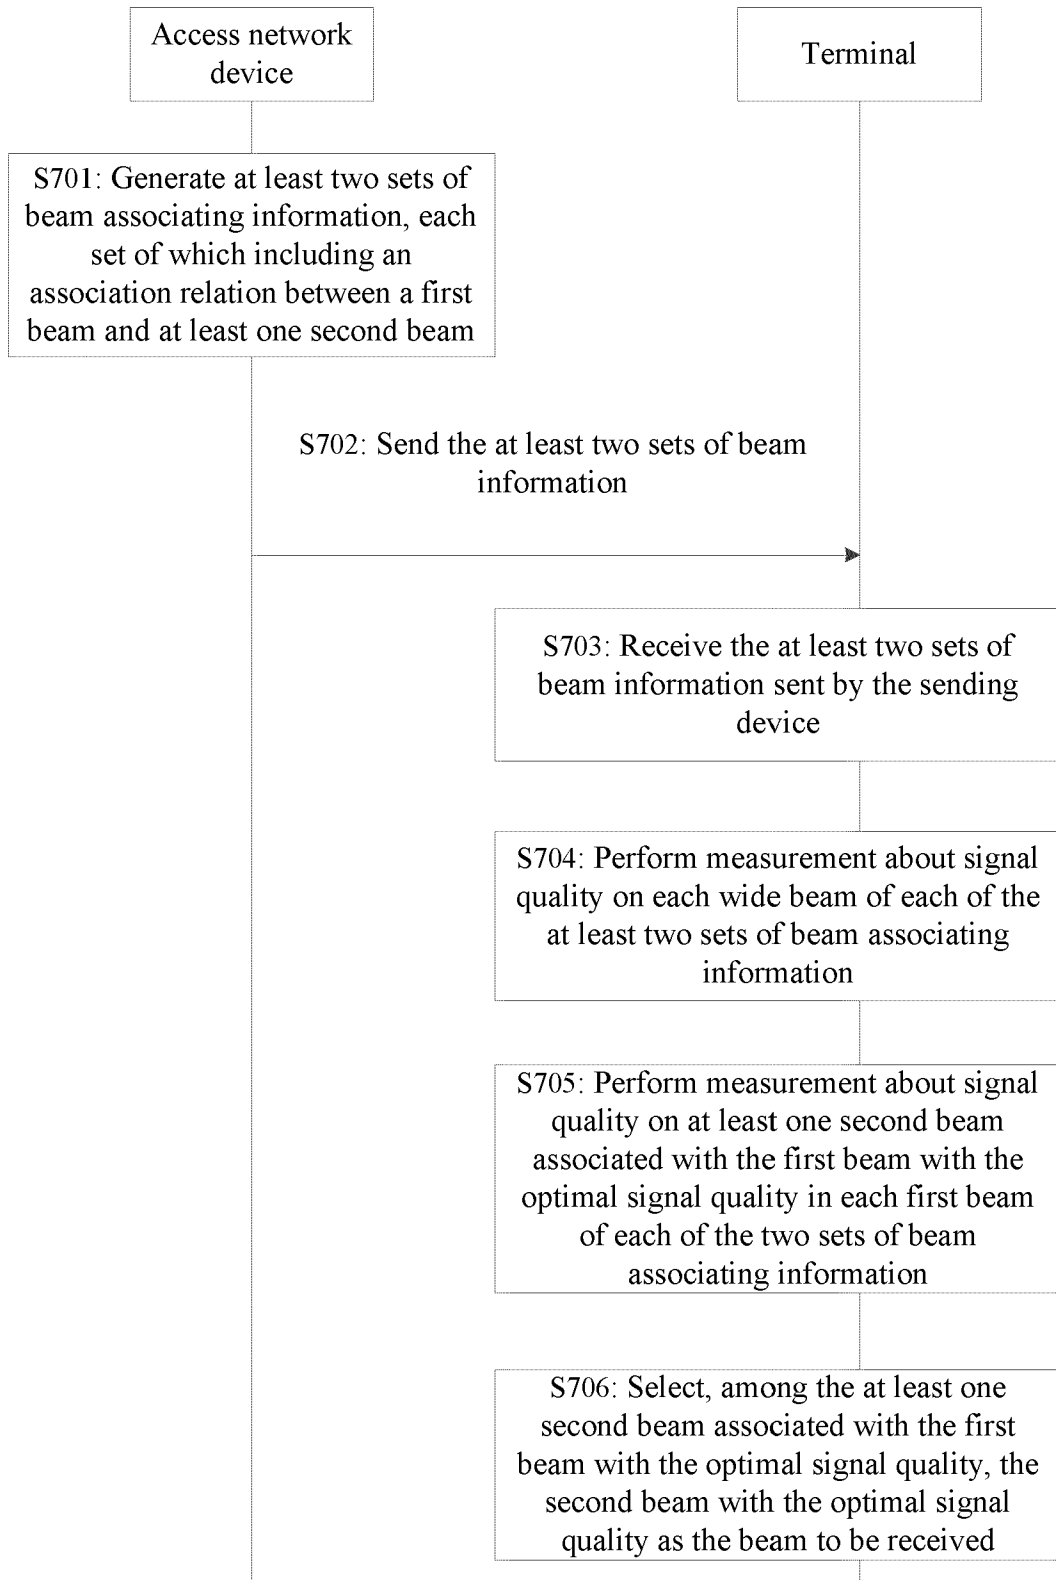 Access network
device
Terminal
S701: Generate at least two sets of
beam associating information, each
set of which including an
association relation between a first
beam and at least one second beam
S702: Send the at least two sets of beam
information
S703: Receive the at least two sets of
beam information sent by the sending
device
S704: Perform measurement about signal
quality on each wide beam of each of the
at least two sets of beam associating
information
S705: Perform measurement about signal
quality on at least one second beam
associated with the first beam with the
optimal signal quality in each first beam
of each of the two sets of beam
associating information
S706: Select, among the at least one
second beam associated with the first
beam with the optimal signal quality, the
second beam with the optimal signal
quality as the beam to be received